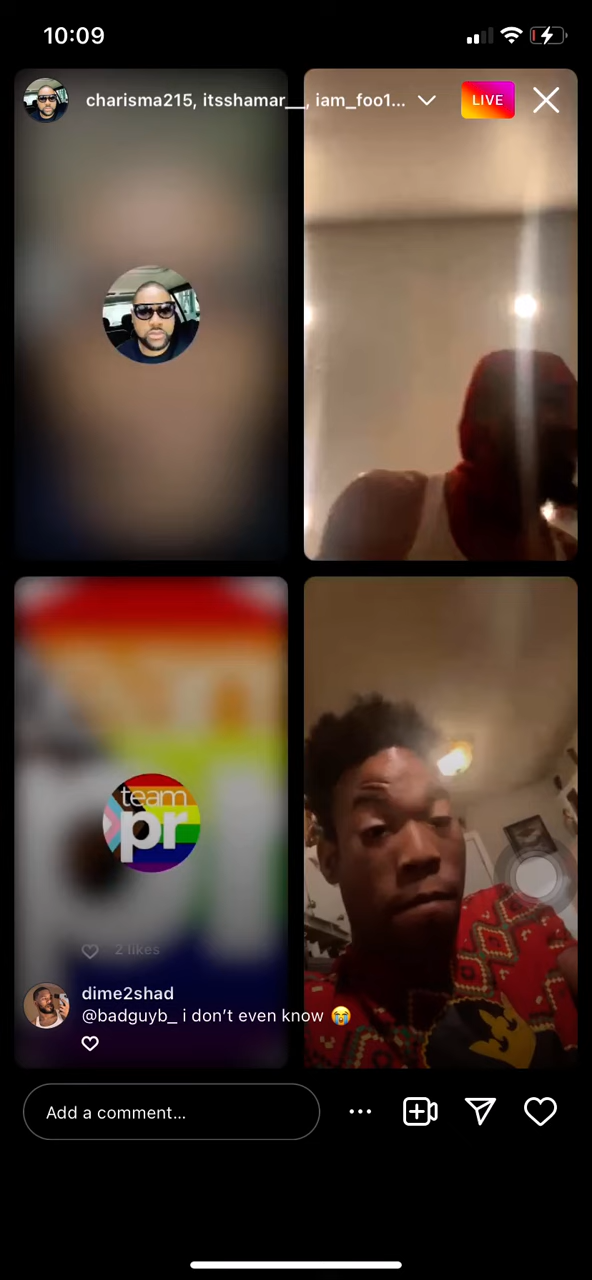 10:09
charisma215, itsshamar__, iam_foo1...
LIVE
team
pr
2 likes
dime2shad
@badguyb_ i don’t even know 😭
Add a comment...